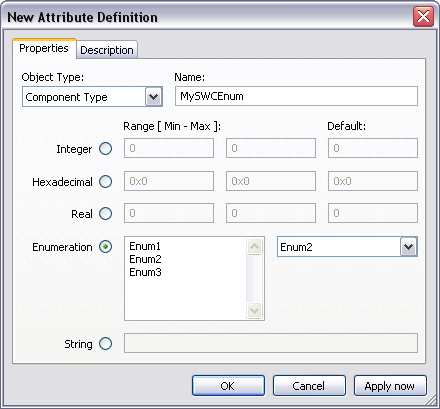 New Attribute Definition
Properties Description
Object Type: Name:
Component Type MySWCEnum
Range [ Min - Max ]: Default:
Integer 0 0 0
Hexadecimal 0x0 0x0 0x0
Real 0 0 0
Enumeration Enum1 Enum2
Enum2
Enum3
String
OK Cancel Apply now